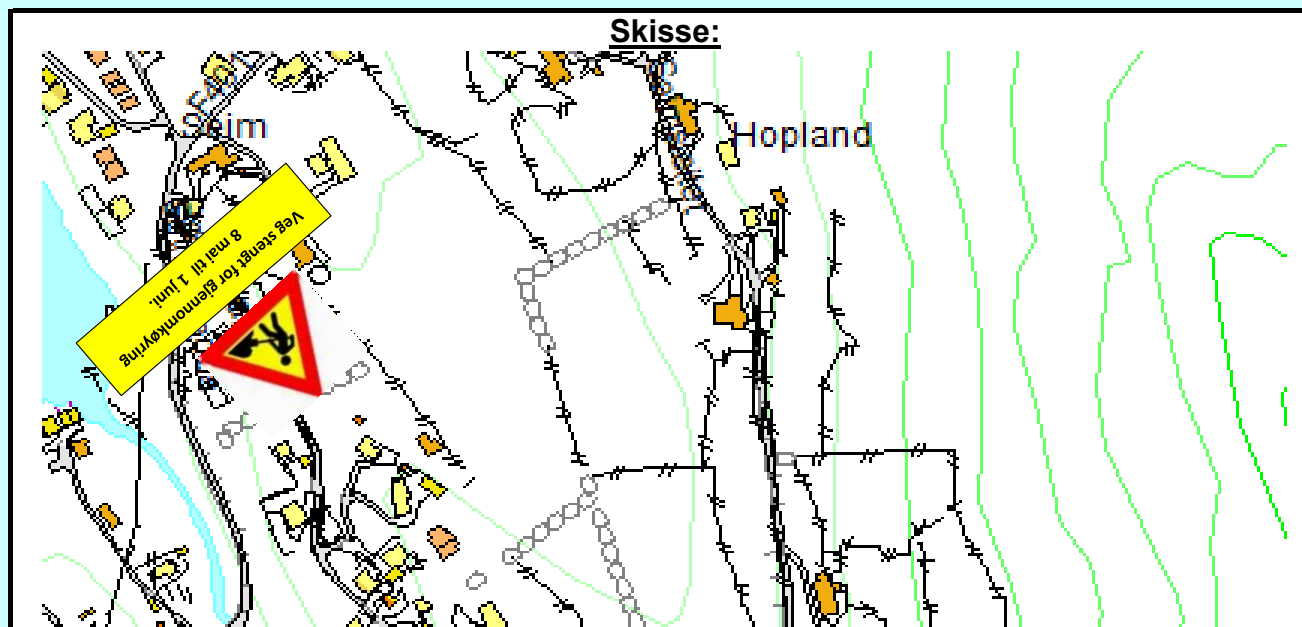 Skisse:
Seim
Hopland
Veg stengt for gjennomkøyring
8 mai til 1 juni.